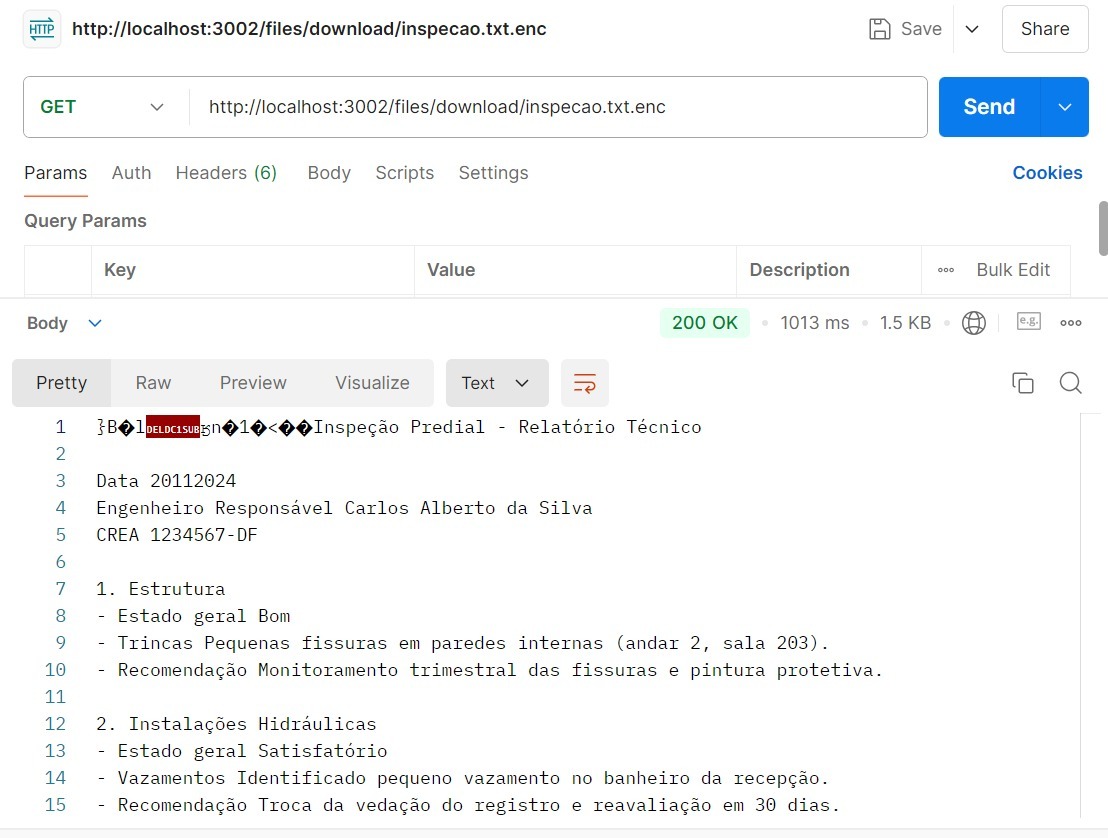 HTTP http://localhost:3002/files/download/inspecao.txt.enc Save Share
GET http://localhost:3002/files/download/inspecao.txt.enc Send
Params Auth Headers (6) Body Scripts Settings Cookies
Query Params
Key Value Description Bulk Edit
Body 200 OK 1013 ms 1.5 KB e.g.
Pretty Raw Preview Visualize Text
1 }B�l DEL DC1 SUB n�1�<��Inspeção Predial - Relatório Técnico
2
3 Data 20112024
4 Engenheiro Responsável Carlos Alberto da Silva
5 CREA 1234567-DF
6
7 1. Estrutura
8 - Estado geral Bom
9 - Trincas Pequenas fissuras em paredes internas (andar 2, sala 203).
10 - Recomendação Monitoramento trimestral das fissuras e pintura protetiva.
11
12 2. Instalações Hidráulicas
13 - Estado geral Satisfatório
14 - Vazamentos Identificado pequeno vazamento no banheiro da recepção.
15 - Recomendação Troca da vedação do registro e reavaliação em 30 dias.